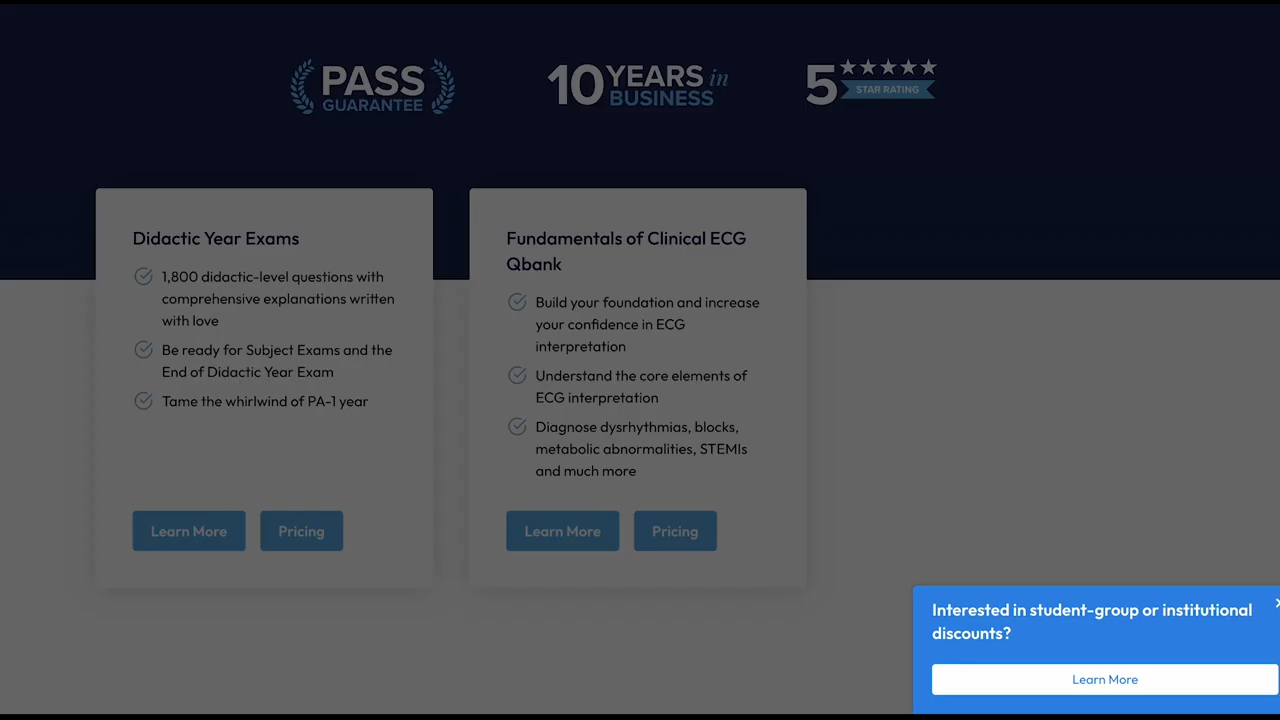 PASS
GUARANTEE
10 YEARS in
BUSINESS
5
STAR RATING
Didactic Year Exams
1,800 didactic-level questions with
comprehensive explanations written
with love
Be ready for Subject Exams and the
End of Didactic Year Exam
Tame the whirlwind of PA-1 year
Learn More
Pricing
Fundamentals of Clinical ECG
Qbank
Build your foundation and increase
your confidence in ECG
interpretation
Understand the core elements of
ECG interpretation
Diagnose dysrhythmias, blocks,
metabolic abnormalities, STEMIs
and much more
Learn More
Pricing
Interested in student-group or institutional
discounts?
Learn More